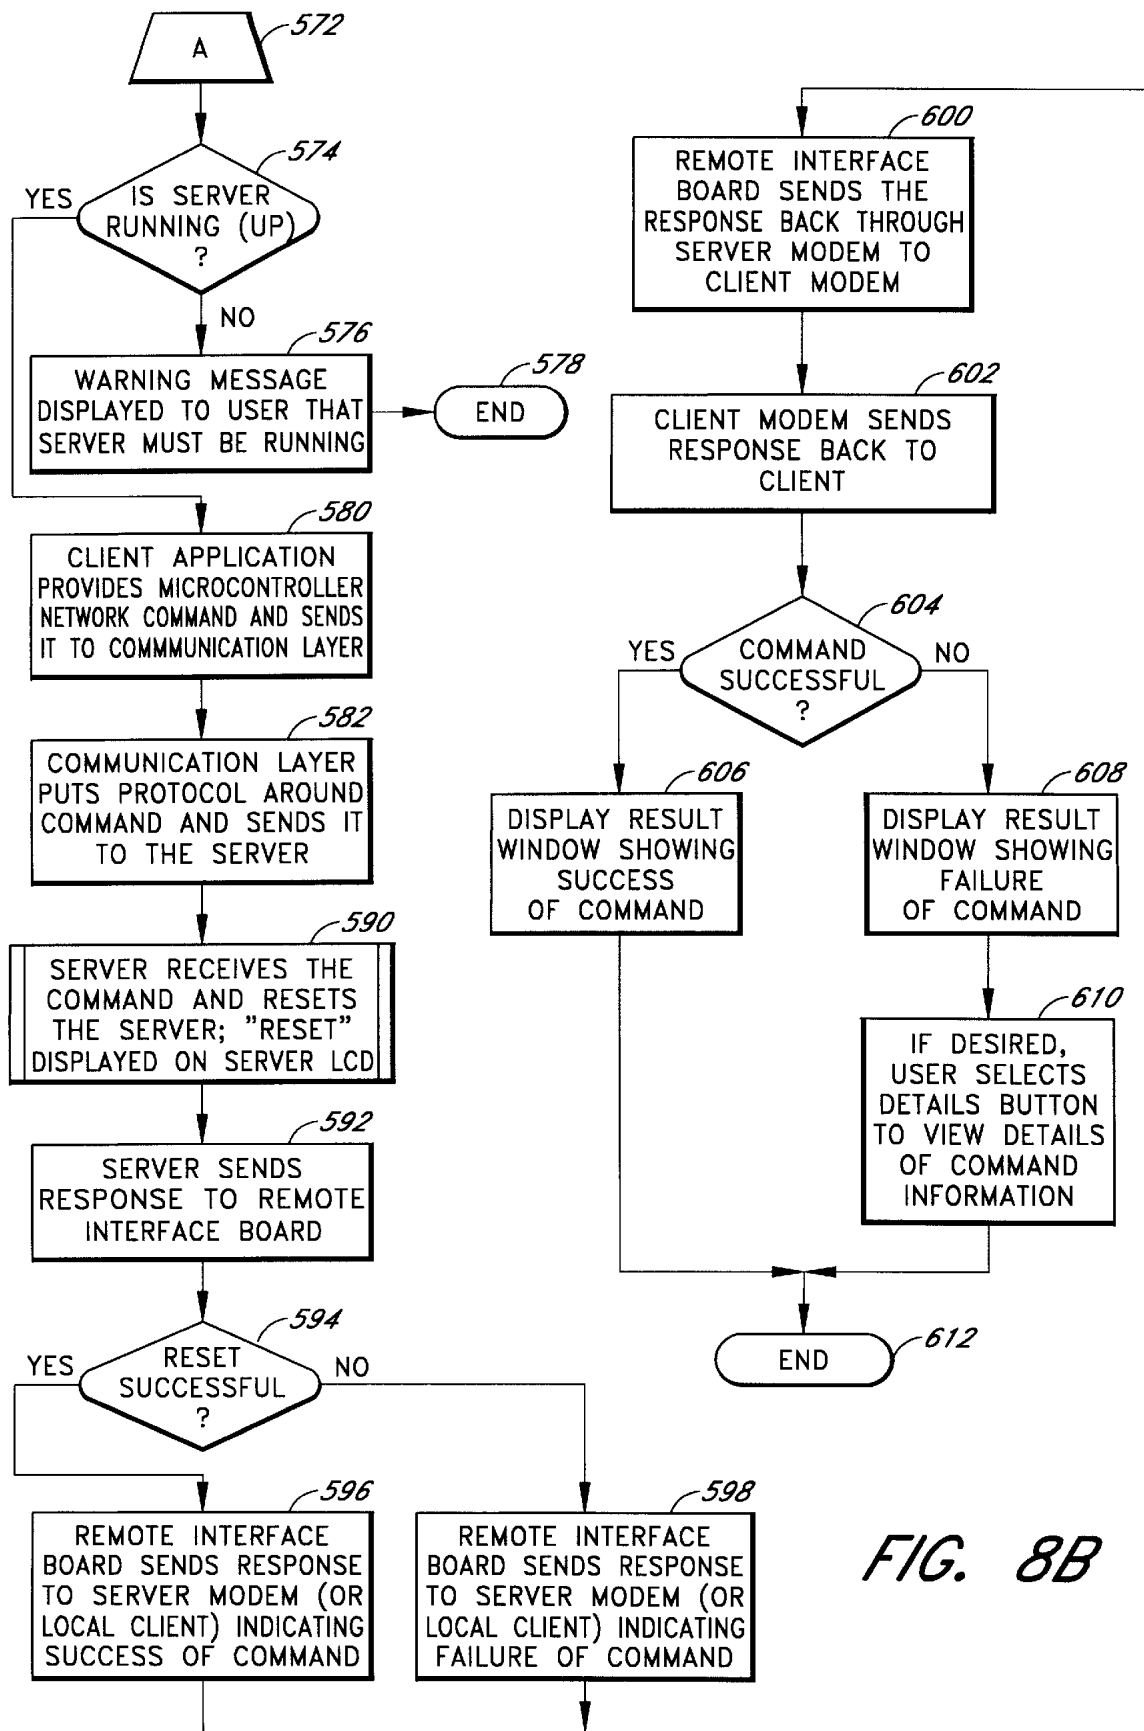 A
572
574
IS SERVER
RUNNING (UP)
?
YES
NO
576
WARNING MESSAGE
DISPLAYED TO USER THAT
SERVER MUST BE RUNNING
578
END
580
CLIENT APPLICATION
PROVIDES MICROCONTROLLER
NETWORK COMMAND AND SENDS
IT TO COMMMUNICATION LAYER
582
COMMUNICATION LAYER
PUTS PROTOCOL AROUND
COMMAND AND SENDS IT
TO THE SERVER
590
SERVER RECEIVES THE
COMMAND AND RESETS
THE SERVER; "RESET"
DISPLAYED ON SERVER LCD
592
SERVER SENDS
RESPONSE TO REMOTE
INTERFACE BOARD
594
YES
RESET
SUCCESSFUL
?
NO
596
REMOTE INTERFACE
BOARD SENDS RESPONSE
TO SERVER MODEM (OR
LOCAL CLIENT) INDICATING
SUCCESS OF COMMAND
598
REMOTE INTERFACE
BOARD SENDS RESPONSE
TO SERVER MODEM (OR
LOCAL CLIENT) INDICATING
FAILURE OF COMMAND
600
REMOTE INTERFACE
BOARD SENDS THE
RESPONSE BACK THROUGH
SERVER MODEM TO
CLIENT MODEM
602
CLIENT MODEM SENDS
RESPONSE BACK TO
CLIENT
604
YES
COMMAND
SUCCESSFUL
?
NO
606
DISPLAY RESULT
WINDOW SHOWING
SUCCESS
OF COMMAND
608
DISPLAY RESULT
WINDOW SHOWING
FAILURE
OF COMMAND
610
IF DESIRED,
USER SELECTS
DETAILS BUTTON
TO VIEW DETAILS
OF COMMAND
INFORMATION
END
612
FIG. 8B